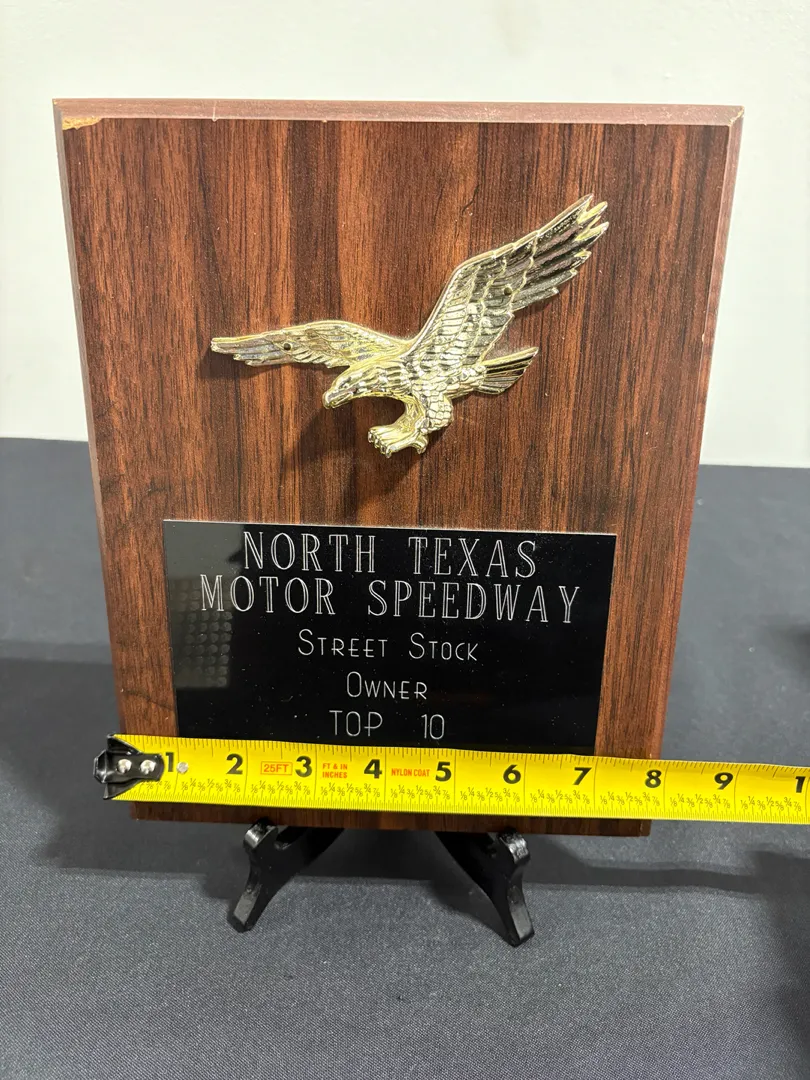 NORTH TEXAS
MOTOR SPEEDWAY
STREET STOCK
OWNER
TOP 10
1 2 25FT 3 FT & IN INCHES 4 NYLON COAT 5 6 7 8 9 1